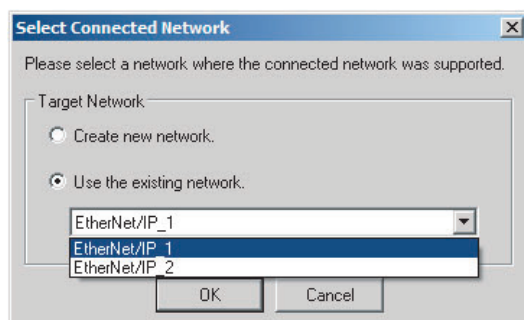 Select Connected Network
Please select a network where the connected network was supported.
Target Network
Create new network.
Use the existing network.
EtherNet/IP_1
EtherNet/IP_1
EtherNet/IP_2
OK Cancel